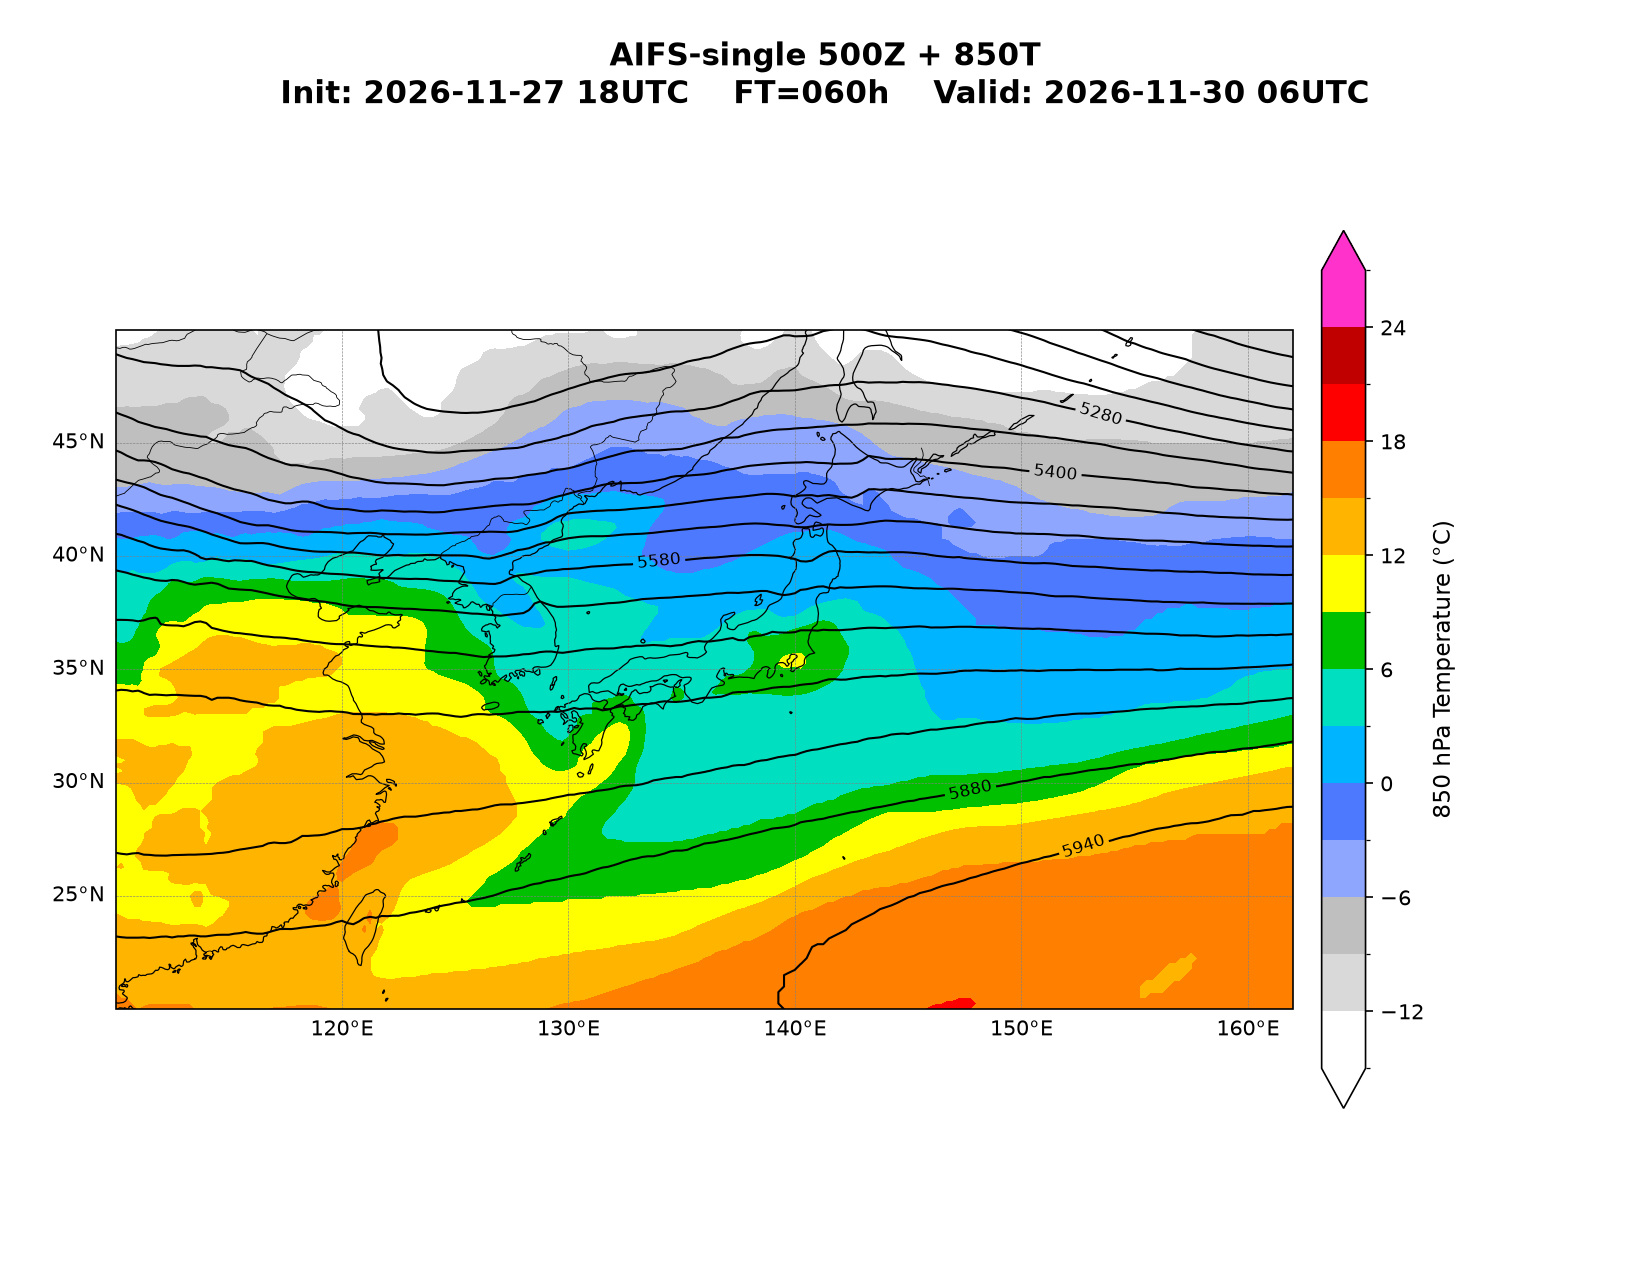 AIFS-single 500Z + 850T
Init: 2026-11-27 18UTC    FT=060h    Valid: 2026-11-30 06UTC
5280
5400
5580
5880
5940
45°N
40°N
35°N
30°N
25°N
120°E
130°E
140°E
150°E
160°E
24
18
12
6
0
−6
−12
850 hPa Temperature (°C)